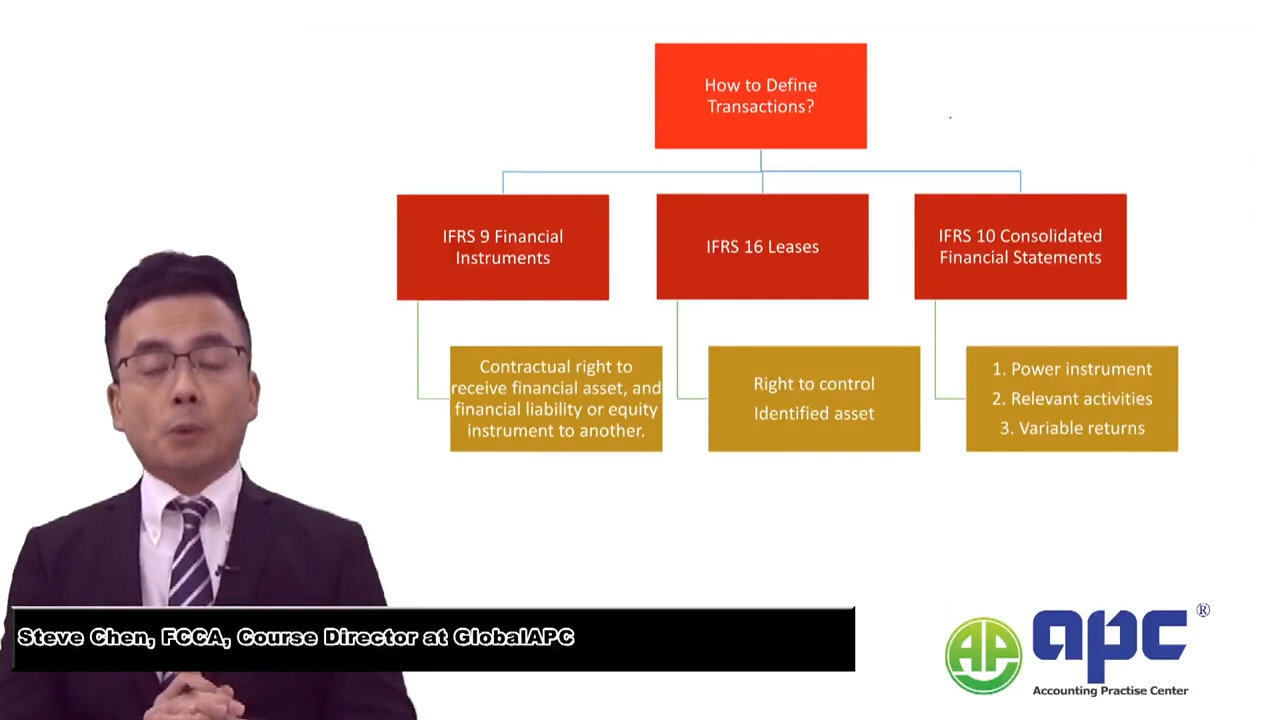 How to Define
Transactions?
IFRS 9 Financial
Instruments
IFRS 16 Leases
IFRS 10 Consolidated
Financial Statements
Contractual right to
receive financial asset, and
financial liability or equity
instrument to another.
Right to control
Identified asset
1. Power instrument
2. Relevant activities
3. Variable returns
Steve Chen, FCCA, Course Director at GlobalAPC
AP
apc®
Accounting Practise Center